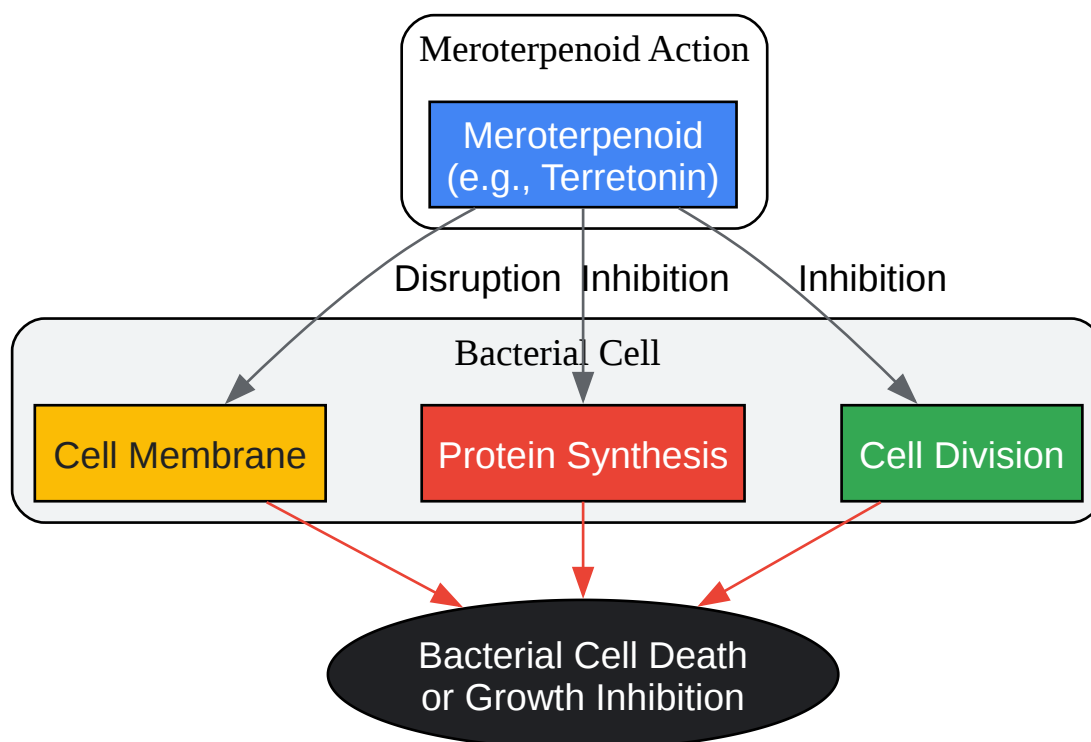 Meroterpenoid Action
Meroterpenoid
(e.g., Terretonin)
Disruption
Inhibition
Inhibition
Bacterial Cell
Cell Membrane
Protein Synthesis
Cell Division
Bacterial Cell Death
or Growth Inhibition